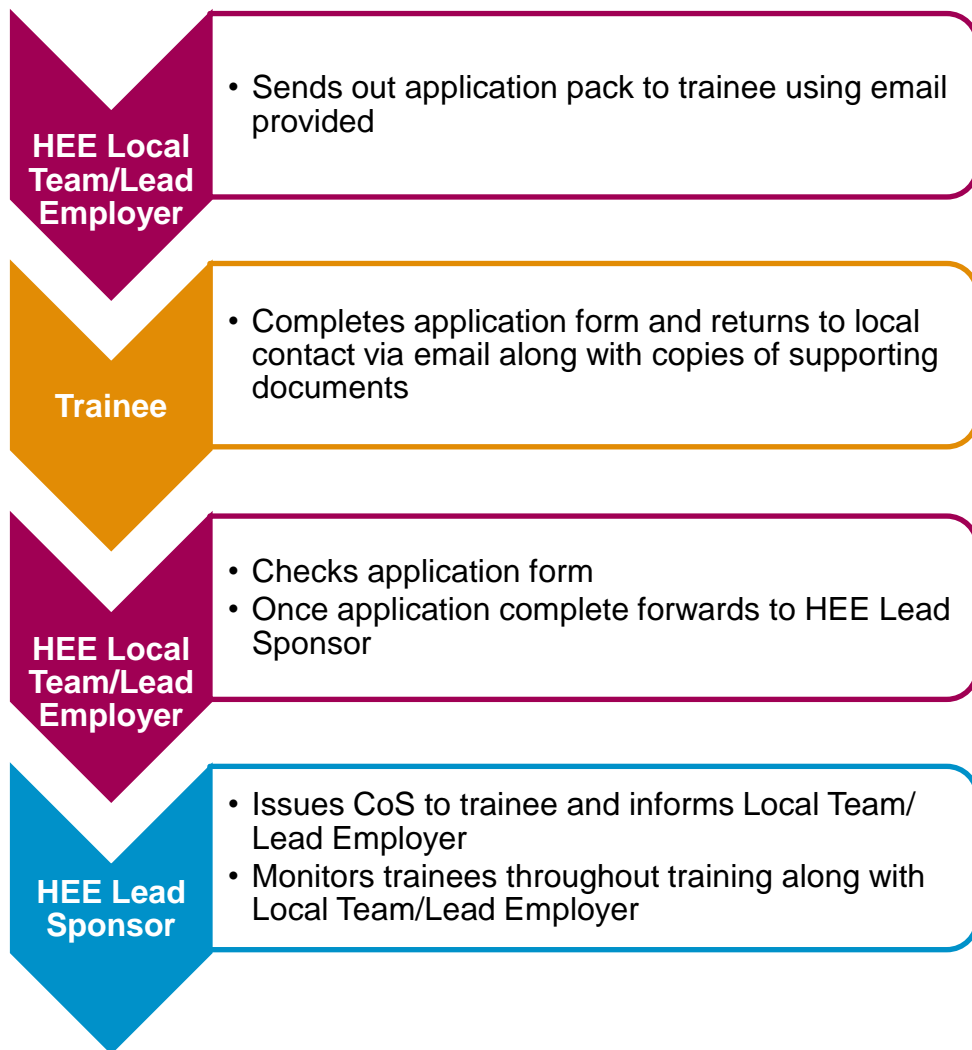 HEE Local
Team/Lead
Employer
• Sends out application pack to trainee using email
provided
Trainee
• Completes application form and returns to local
contact via email along with copies of supporting
documents
HEE Local
Team/Lead
Employer
• Checks application form
• Once application complete forwards to HEE Lead
Sponsor
HEE Lead
Sponsor
• Issues CoS to trainee and informs Local Team/
Lead Employer
• Monitors trainees throughout training along with
Local Team/Lead Employer